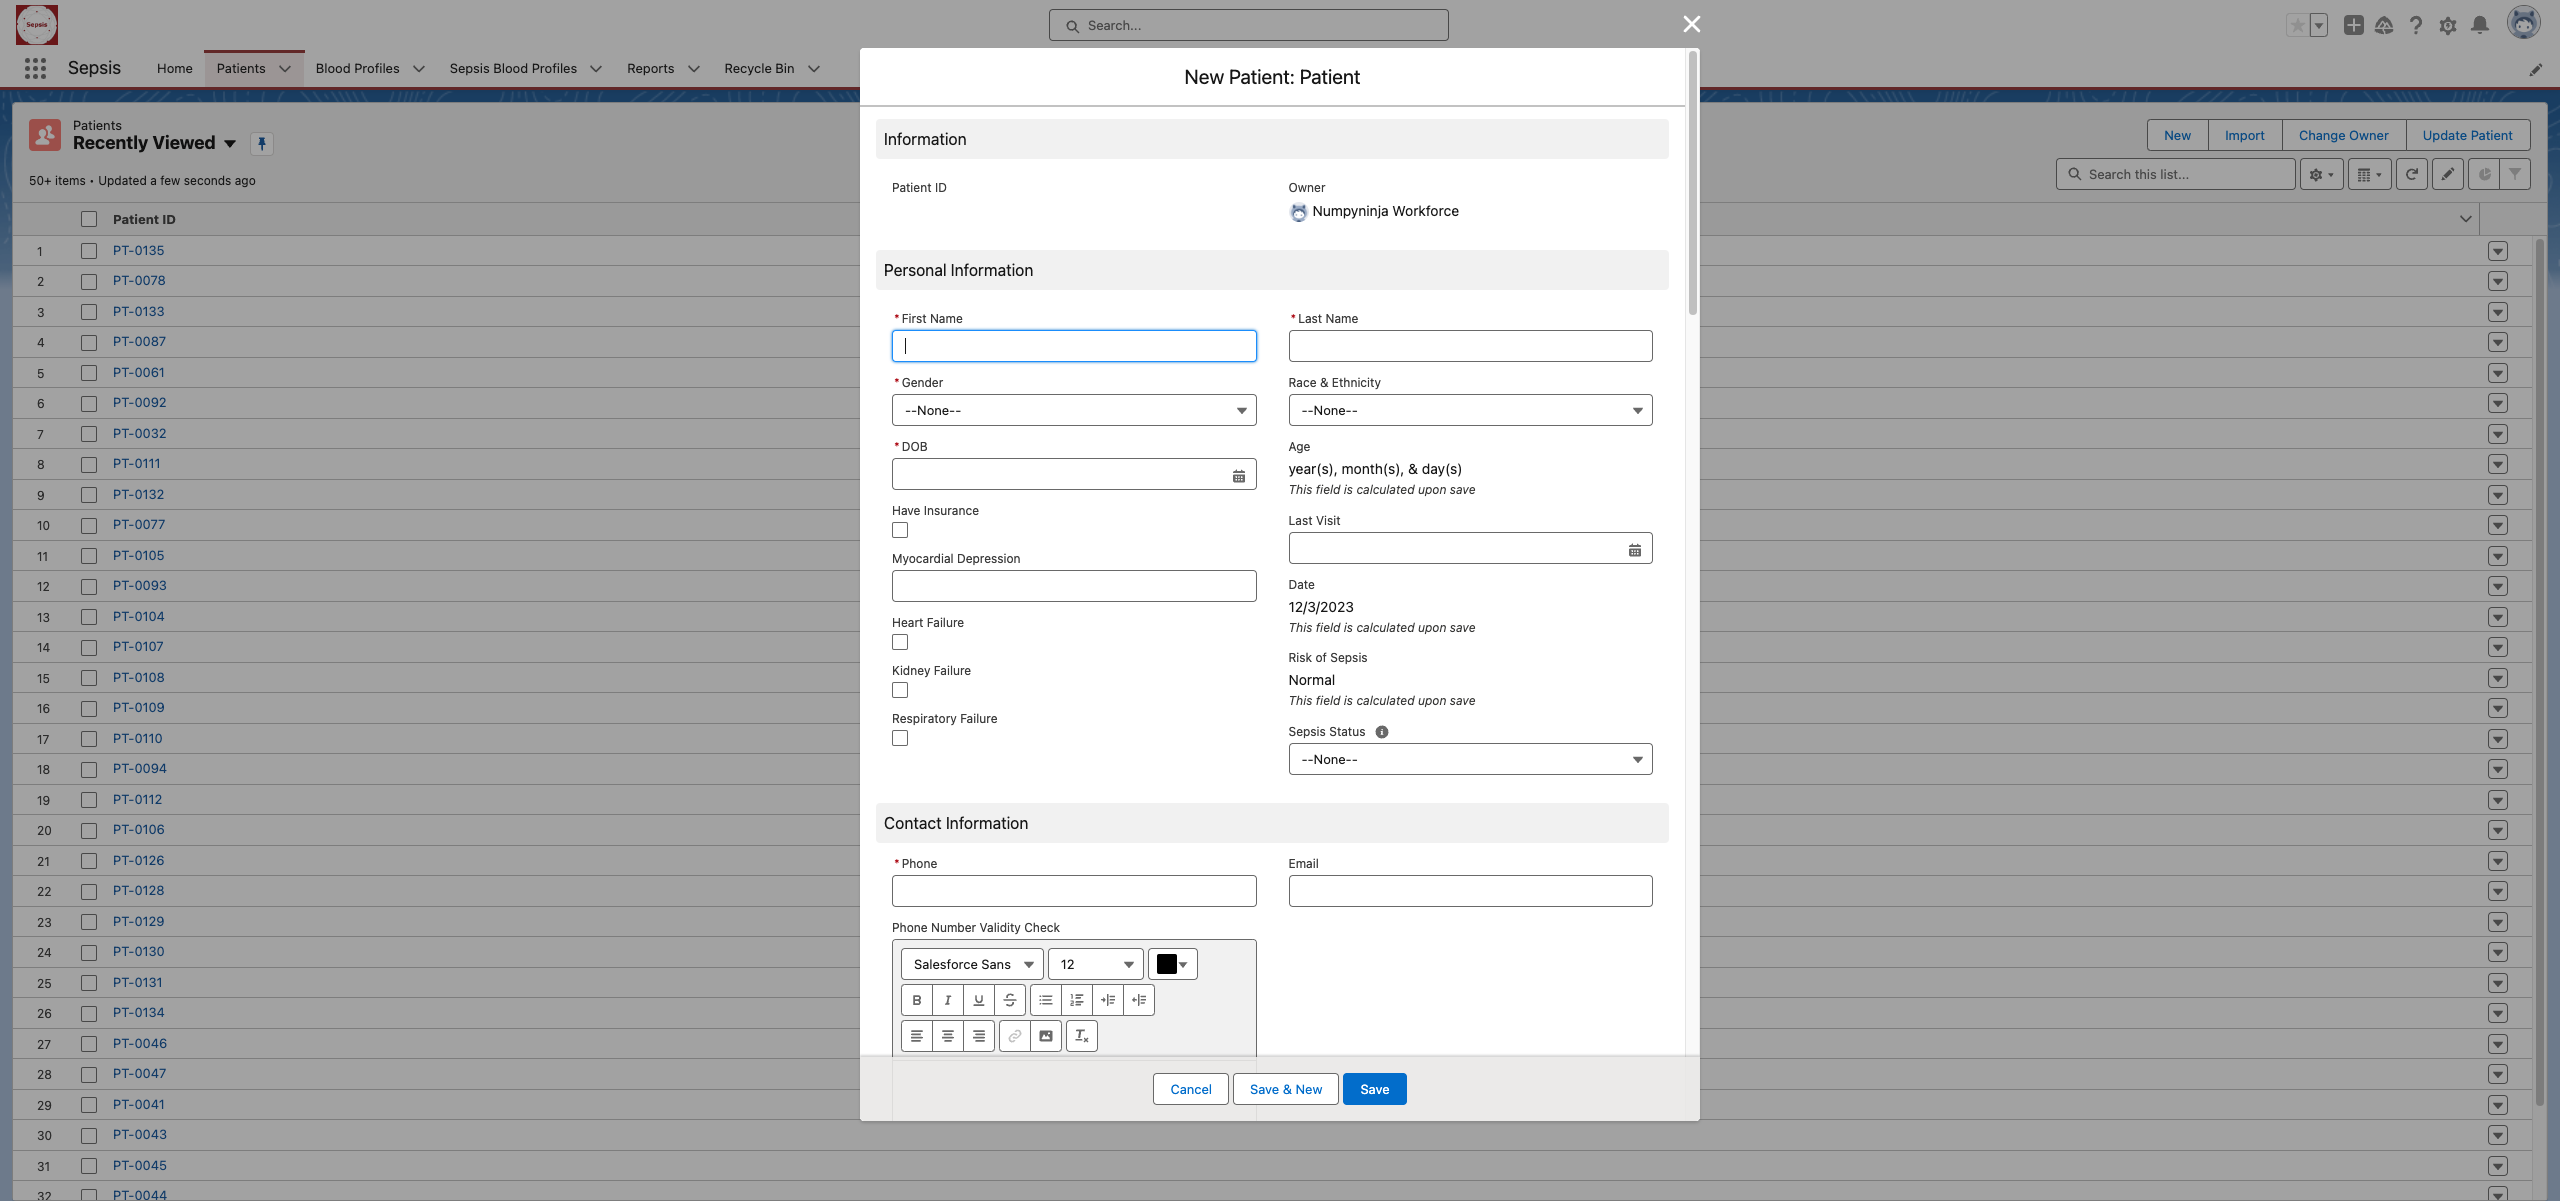 Sepsis
Search...
Sepsis
Home
Patients
Blood Profiles
Sepsis Blood Profiles
Reports
Recycle Bin
Patients
Recently Viewed
50+ items • Updated a few seconds ago
New
Import
Change Owner
Update Patient
Search this list...
Patient ID
1 PT-0135
2 PT-0078
3 PT-0133
4 PT-0087
5 PT-0061
6 PT-0092
7 PT-0032
8 PT-0111
9 PT-0132
10 PT-0077
11 PT-0105
12 PT-0093
13 PT-0104
14 PT-0107
15 PT-0108
16 PT-0109
17 PT-0110
18 PT-0094
19 PT-0112
20 PT-0106
21 PT-0126
22 PT-0128
23 PT-0129
24 PT-0130
25 PT-0131
26 PT-0134
27 PT-0046
28 PT-0047
29 PT-0041
30 PT-0043
31 PT-0045
32 PT-0044
New Patient: Patient
Information
Patient ID
Owner
Numpyninja Workforce
Personal Information
*First Name
*Last Name
*Gender
--None--
Race & Ethnicity
--None--
*DOB
Age
year(s), month(s), & day(s)
This field is calculated upon save
Have Insurance
Last Visit
Myocardial Depression
Date
12/3/2023
This field is calculated upon save
Heart Failure
Risk of Sepsis
Normal
This field is calculated upon save
Kidney Failure
Respiratory Failure
Sepsis Status
--None--
Contact Information
*Phone
Email
Phone Number Validity Check
Salesforce Sans
12
Cancel
Save & New
Save